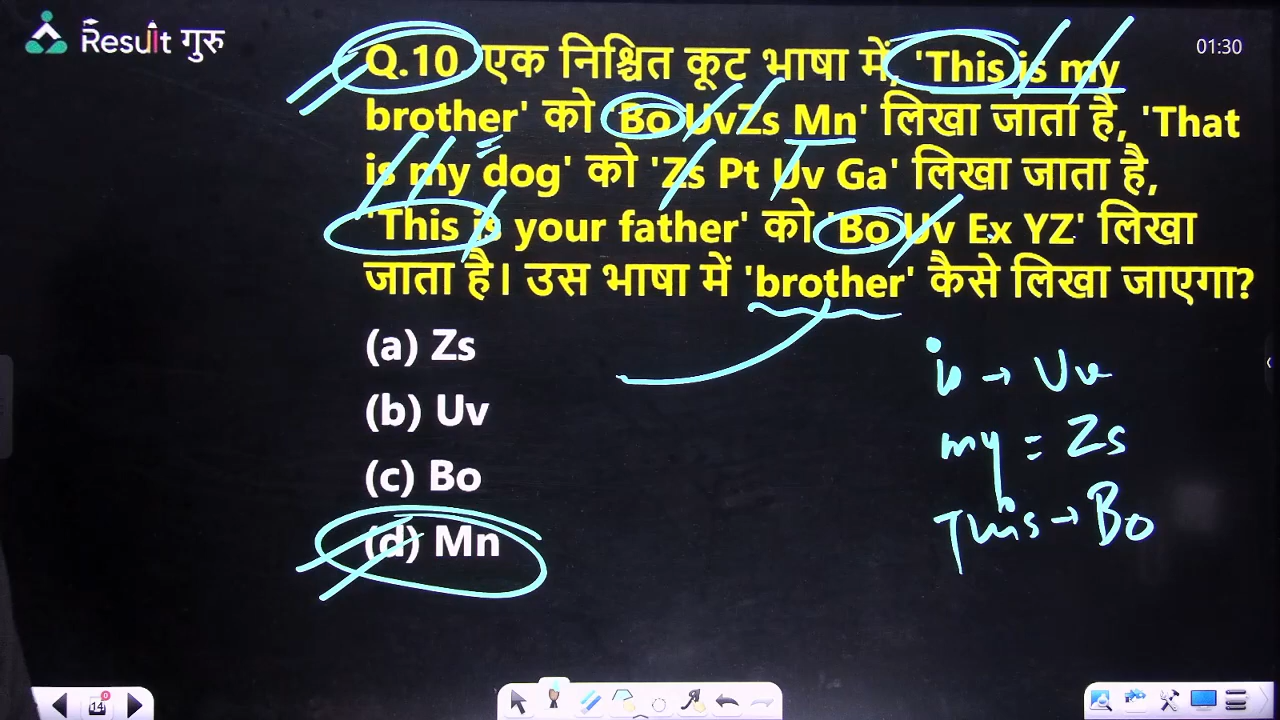 Result गुरु
01:30
Q.10 एक निश्चित कूट भाषा में, 'This is my
brother' को 'Bo UvZs Mn' लिखा जाता है, 'That
is my dog' को 'Zs Pt Uv Ga' लिखा जाता है,
'This is your father' को 'Bo Uv Ex YZ' लिखा
जाता है। उस भाषा में 'brother' कैसे लिखा जाएगा?
(a) Zs
(b) Uv
(c) Bo
(d) Mn
is → Uv
my = Zs
This → Bo
14